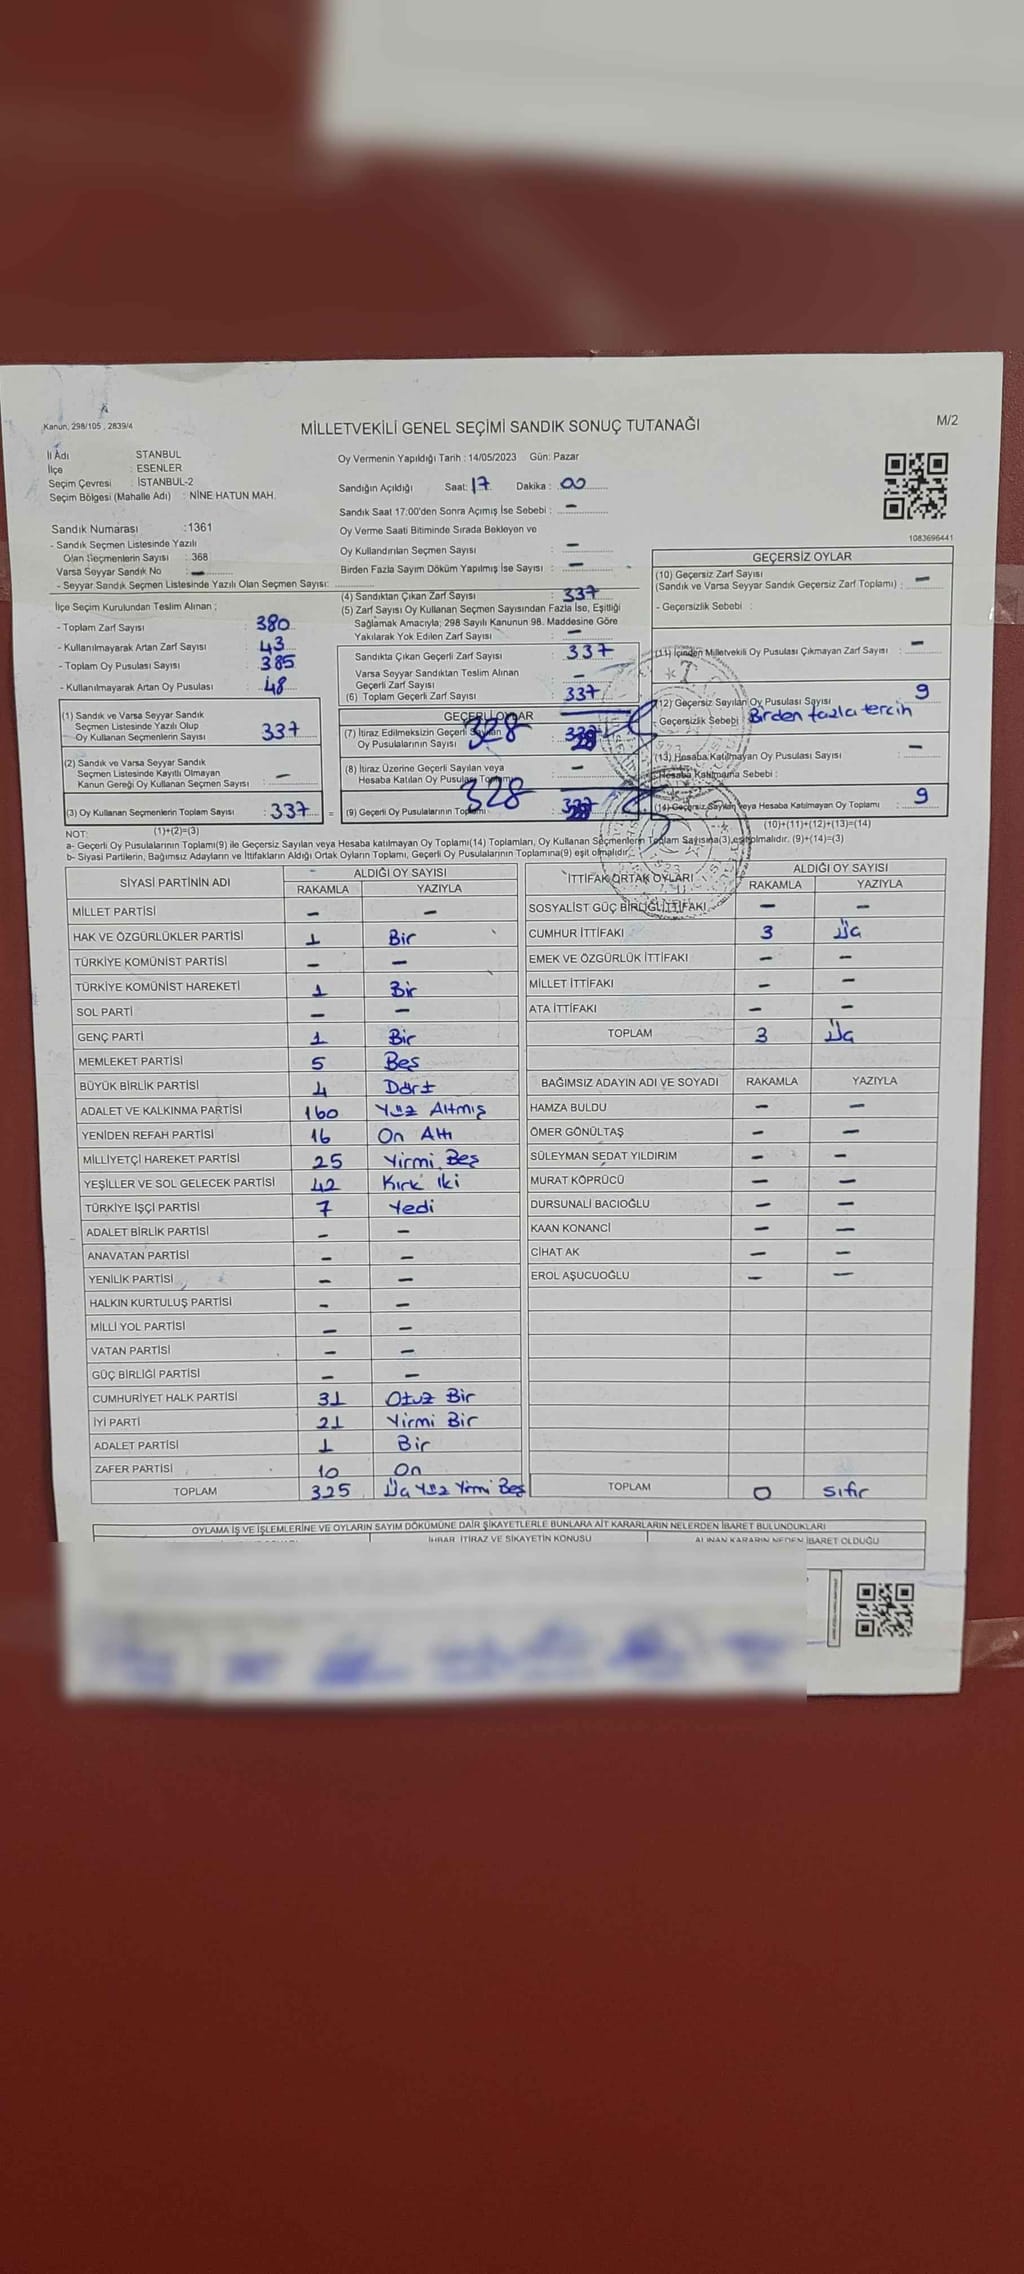 Kanun, 298/105 , 2839/4
MİLLETVEKİLİ GENEL SEÇİMİ SANDIK SONUÇ TUTANAĞI
M/2
İl Adı STANBUL
İlçe : ESENLER
Seçim Çevresi : İSTANBUL-2
Seçim Bölgesi (Mahalle Adı) : NİNE HATUN MAH.
Sandık Numarası :1361
- Sandık Seçmen Listesinde Yazılı
Olan Seçmenlerin Sayısı : 368
Varsa Seyyar Sandık No –
- Seyyar Sandık Seçmen Listesinde Yazılı Olan Seçmen Sayısı:
Oy Vermenin Yapıldığı Tarih : 14/05/2023 Gün: Pazar
Sandığın Açıldığı Saat: 17 Dakika : 00
Sandık Saat 17:00'den Sonra Açımış İse Sebebi : –
Oy Verme Saati Bitiminde Sırada Bekleyen ve
Oy Kullandırılan Seçmen Sayısı : –
Birden Fazla Sayım Döküm Yapılmış İse Sayısı : –
1083696441
İlçe Seçim Kurulundan Teslim Alınan ;
- Toplam Zarf Sayısı : 380
- Kullanılmayarak Artan Zarf Sayısı : 43
- Toplam Oy Pusulası Sayısı : 385
- Kullanılmayarak Artan Oy Pusulası : 48
(1) Sandık ve Varsa Seyyar Sandık
Seçmen Listesinde Yazılı Olup
Oy Kullanan Seçmenlerin Sayısı : 337
(2) Sandık ve Varsa Seyyar Sandık
Seçmen Listesinde Kayıtlı Olmayan
Kanun Gereği Oy Kullanan Seçmen Sayısı : –
(3) Oy Kullanan Seçmenlerin Toplam Sayısı : 337 =
(4) Sandıktan Çıkan Zarf Sayısı : 337
(5) Zarf Sayısı Oy Kullanan Seçmen Sayısından Fazla İse, Eşitliği
Sağlamak Amacıyla; 298 Sayılı Kanunun 98. Maddesine Göre
Yakılarak Yok Edilen Zarf Sayısı : –
Sandıkta Çıkan Geçerli Zarf Sayısı : 337
Varsa Seyyar Sandıktan Teslim Alınan
Geçerli Zarf Sayısı : –
(6) Toplam Geçerli Zarf Sayısı : 337
GEÇERLİ OYLAR
(7) İtiraz Edilmeksizin Geçerli Sayılan 328
Oy Pusulalarının Sayısı
(8) İtiraz Üzerine Geçerli Sayılan veya
Hesaba Katılan Oy Pusulası Toplamı : –
(9) Geçerli Oy Pusulalarının Toplamı 328
GEÇERSİZ OYLAR
(10) Geçersiz Zarf Sayısı
(Sandık ve Varsa Seyyar Sandık Geçersiz Zarf Toplamı) : –
- Geçersizlik Sebebi :
(11) İçinden Milletvekili Oy Pusulası Çıkmayan Zarf Sayısı : –
(12) Geçersiz Sayılan Oy Pusulası Sayısı : 9
Geçersizlik Sebebi : Birden fazla tercih
(13) Hesaba Katılmayan Oy Pusulası Sayısı : –
Hesaba Katılmama Sebebi :
(14) Geçersiz Sayılan veya Hesaba Katılmayan Oy Toplamı : 9
NOT: (1)+(2)=(3)
(10)+(11)+(12)+(13)=(14)
a- Geçerli Oy Pusulalarının Toplamı(9) ile Geçersiz Sayılan veya Hesaba katılmayan Oy Toplamı(14) Toplamları, Oy Kullanan Seçmenlerin Toplam Sayısına(3),eşit olmalıdır. (9)+(14)=(3)
b- Siyasi Partilerin, Bağımsız Adayların ve İttifakların Aldığı Ortak Oyların Toplamı, Geçerli Oy Pusulalarının Toplamına(9) eşit olmalıdır.
SİYASİ PARTİNİN ADI ALDIĞI OY SAYISI
RAKAMLA YAZIYLA
MİLLET PARTİSİ – –
HAK VE ÖZGÜRLÜKLER PARTİSİ 1 Bir
TÜRKİYE KOMÜNİST PARTİSİ – –
TÜRKİYE KOMÜNİST HAREKETİ 1 Bir
SOL PARTİ – –
GENÇ PARTİ 1 Bir
MEMLEKET PARTİSİ 5 Beş
BÜYÜK BİRLİK PARTİSİ 4 Dört
ADALET VE KALKINMA PARTİSİ 160 Yüz Altmış
YENİDEN REFAH PARTİSİ 16 On Altı
MİLLİYETÇİ HAREKET PARTİSİ 25 Yirmi Beş
YEŞİLLER VE SOL GELECEK PARTİSİ 42 Kırk İki
TÜRKİYE İŞÇİ PARTİSİ 7 Yedi
ADALET BİRLİK PARTİSİ – –
ANAVATAN PARTİSİ – –
YENİLİK PARTİSİ – –
HALKIN KURTULUŞ PARTİSİ - –
MİLLİ YOL PARTİSİ – –
VATAN PARTİSİ – –
GÜÇ BİRLİĞİ PARTİSİ – –
CUMHURİYET HALK PARTİSİ 31 Otuz Bir
İYİ PARTİ 21 Yirmi Bir
ADALET PARTİSİ 1 Bir
ZAFER PARTİSİ 10 On
TOPLAM 325 Üç Yüz Yirmi Beş
İTTİFAK ORTAK OYLARI ALDIĞI OY SAYISI
RAKAMLA YAZIYLA
SOSYALİST GÜÇ BİRLİĞİ İTTİFAKI – –
CUMHUR İTTİFAKI 3 Üç
EMEK VE ÖZGÜRLÜK İTTİFAKI – –
MİLLET İTTİFAKI – –
ATA İTTİFAKI – –
TOPLAM 3 Üç
BAĞIMSIZ ADAYIN ADI VE SOYADI RAKAMLA YAZIYLA
HAMZA BULDU – –
ÖMER GÖNÜLTAŞ – –
SÜLEYMAN SEDAT YILDIRIM – –
MURAT KÖPRÜCÜ – –
DURSUNALİ BACIOĞLU – –
KAAN KONANCİ – –
CİHAT AK – –
EROL AŞUCUOĞLU – –
TOPLAM 0 sıfır
OYLAMA İŞ VE İŞLEMLERİNE VE OYLARIN SAYIM DÖKÜMÜNE DAİR ŞİKAYETLERLE BUNLARA AİT KARARLARIN NELERDEN İBARET BULUNDUKLARI
İHBAR, İTİRAZ VE ŞİKAYETİN KONUSU
ALINAN KARARIN NEDEN İBARET OLDUĞU